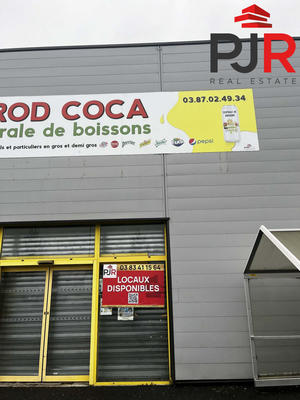 PJR
REAL ESTATE
ROD COCA
03.87.02.49.34
rale de boissons
ls et particuliers en gros et demi gros
pepsi
03 83 41 15 64
PJR
LOCAUX
DISPONIBLES